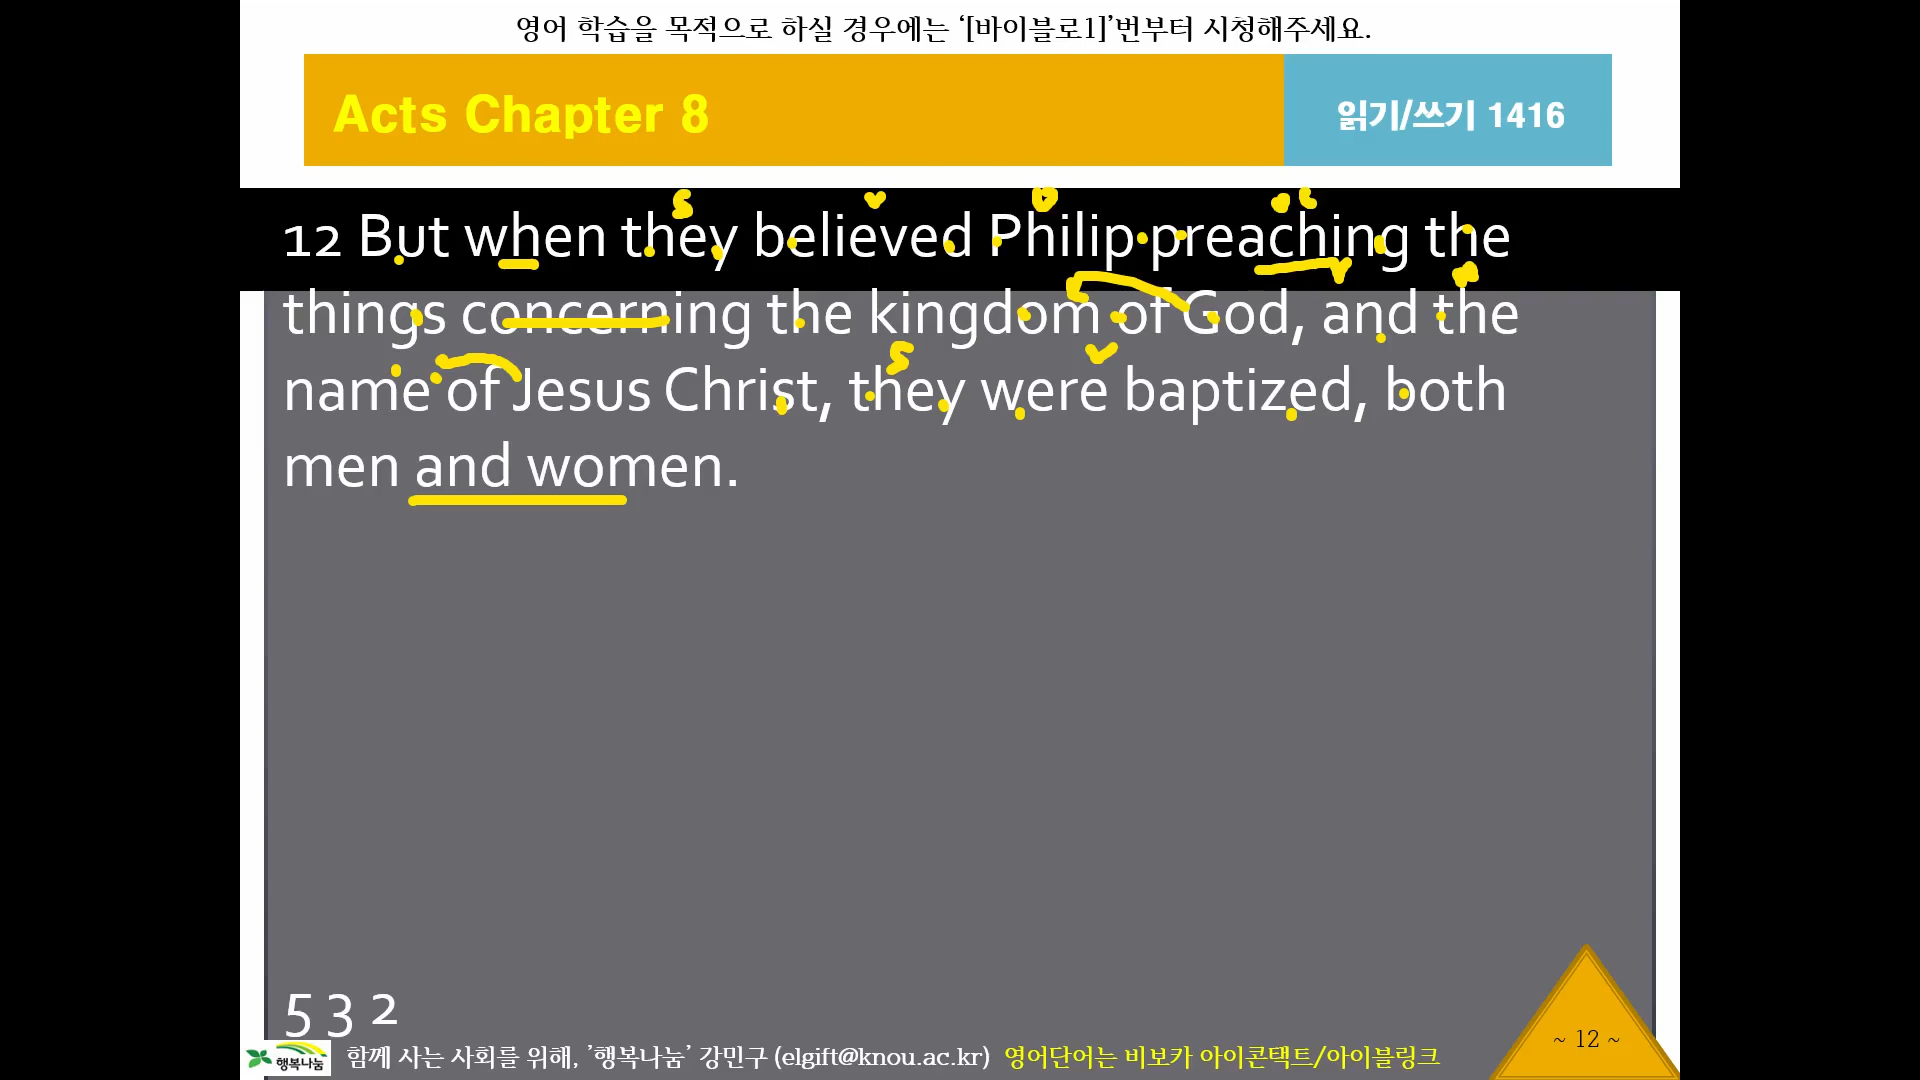 영어 학습을 목적으로 하실 경우에는 ‘[바이블로1]’번부터 시청해주세요.
Acts Chapter 8
읽기/쓰기 1416
12 But when they believed Philip preaching the
things concerning the kingdom of God, and the
name of Jesus Christ, they were baptized, both
men and women.
5 3 2
~ 12 ~
행복나눔
함께 사는 사회를 위해, ’행복나눔’ 강민구 (elgift@knou.ac.kr) 영어단어는 비보카 아이콘택트/아이블링크